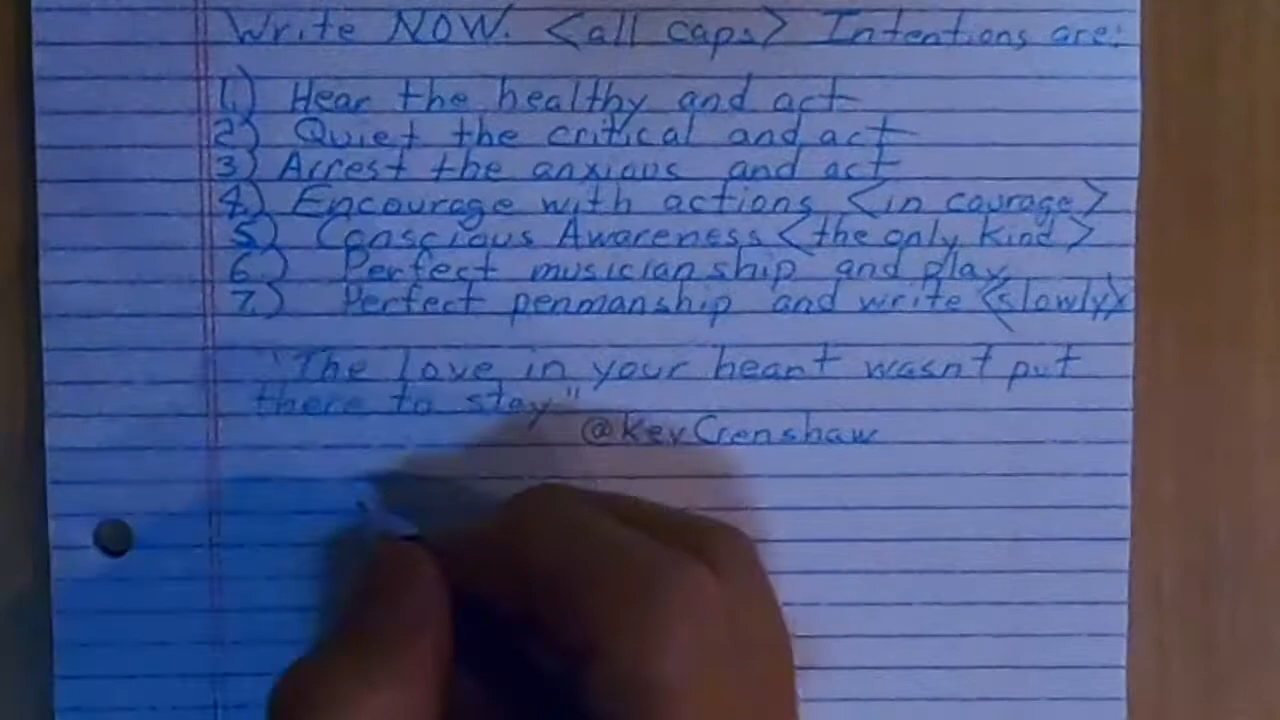 Write NOW. <all caps> Intentions are:
1.) Hear the healthy and act
2) Quiet the critical and act
3) Arrest the anxious and act
4.) Encourage with actions <in courage>
5) Conscious Awareness <the only kind>
6.) Perfect musicianship and play
7.) Perfect penmanship and write <slowly>
"The love in your heart wasnt put
there to stay"
@KevCrenshaw